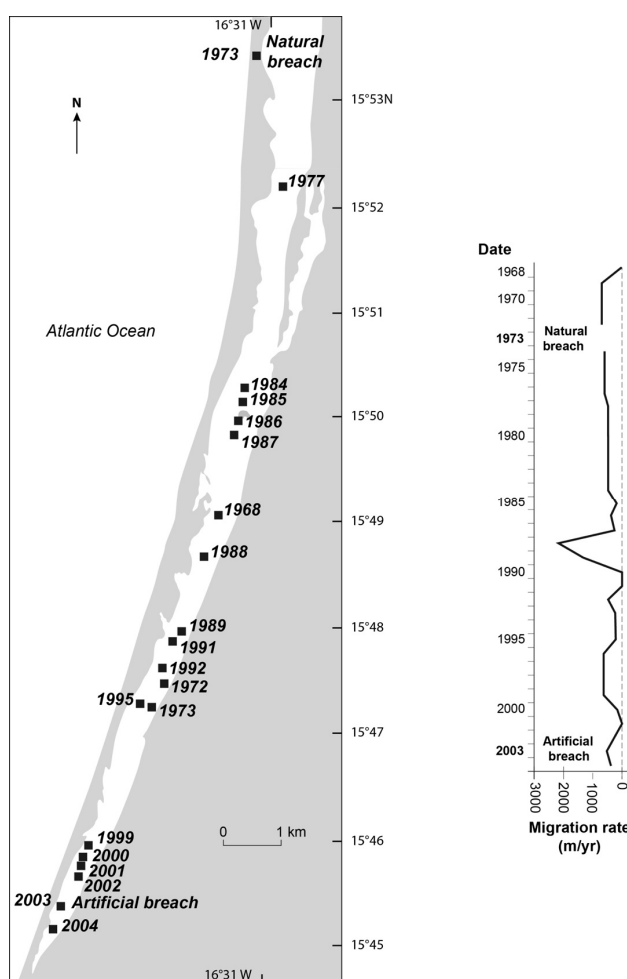 16°31 W
1973
Natural
breach
N
15°53N
1977
15°52
15°51
Atlantic Ocean
1984
1985
15°50
1986
1987
1968
15°49
1988
15°48
1989
1991
1992
1972
1995
1973
15°47
0 1 km
1999
15°46
2000
2001
2002
2003
Artificial breach
2004
15°45
16°31 W
Date
1968
1970
1973
Natural
breach
1975
1980
1985
1990
1995
2000
2003
Artificial
breach
3000
2000
1000
0
Migration rate
(m/yr)